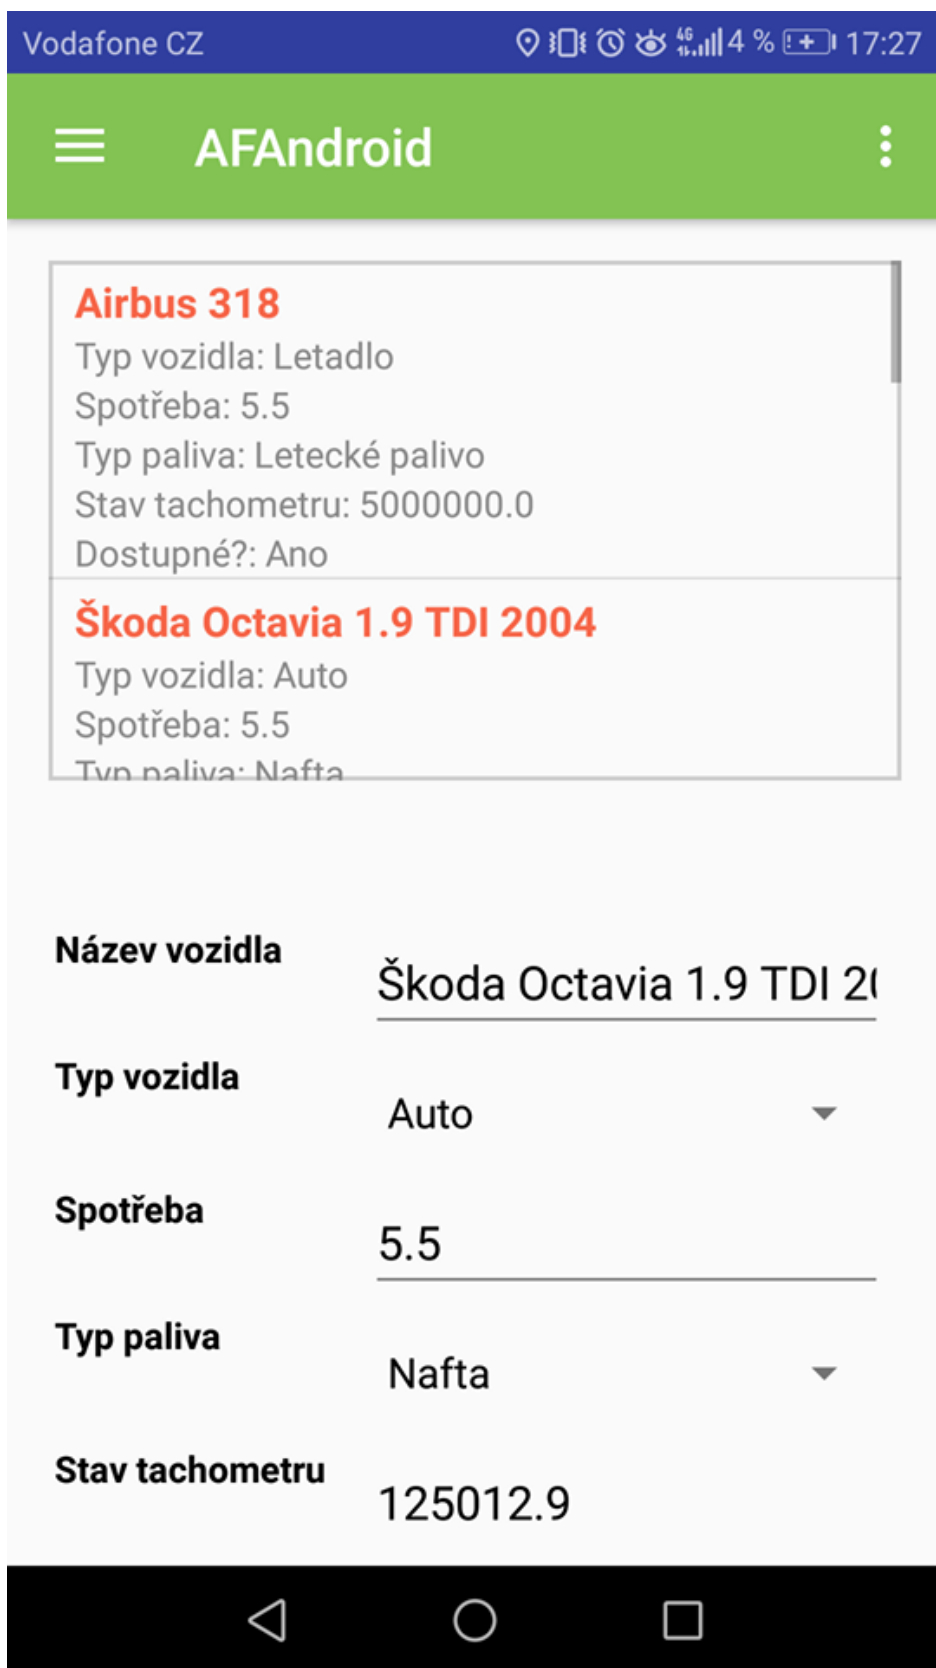 Vodafone CZ 4G 4 % 17:27
AFAndroid
Airbus 318
Typ vozidla: Letadlo
Spotřeba: 5.5
Typ paliva: Letecké palivo
Stav tachometru: 5000000.0
Dostupné?: Ano
Škoda Octavia 1.9 TDI 2004
Typ vozidla: Auto
Spotřeba: 5.5
Typ paliva: Nafta
Název vozidla
Škoda Octavia 1.9 TDI 20
Typ vozidla
Auto
Spotřeba
5.5
Typ paliva
Nafta
Stav tachometru
125012.9